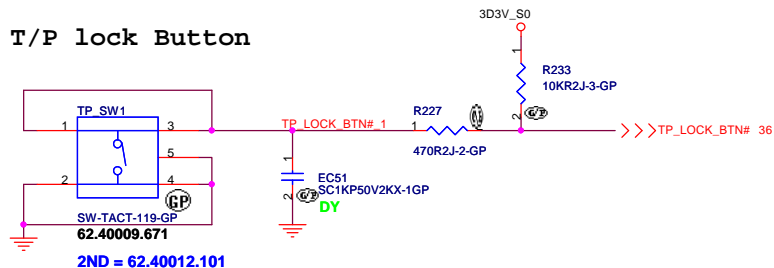 3D3V_S0
T/P lock Button
1
R233
10KR2J-3-GP
2
G/P
TP_SW1
1
3
TP_LOCK_BTN#_1
1
R227
2
TP_LOCK_BTN# 36
470R2J-2-GP
5
1
2
4
EC51
SC1KP50V2KX-1GP
2
G/P
DY
GP
SW-TACT-119-GP
62.40009.671
2ND = 62.40012.101